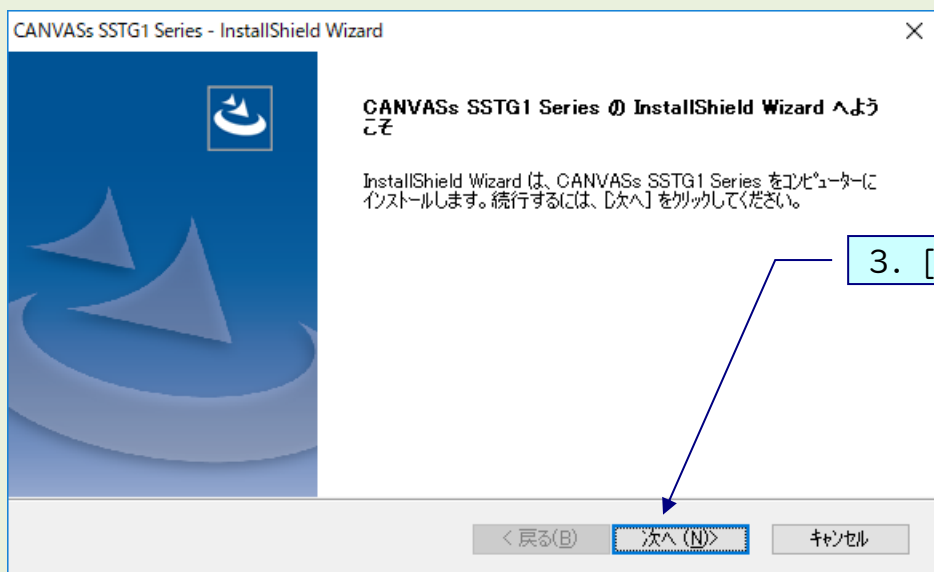 CANVASs SSTG1 Series - InstallShield Wizard
CANVASs SSTG1 Series の InstallShield Wizard へよう
こそ
InstallShield Wizard は、CANVASs SSTG1 Series をｺﾝﾋﾟｭｰﾀｰに
インストールします。続行するには、[次へ] をクリックしてください。
３．[
< 戻る(B)
次へ (N)>
ｷｬﾝｾﾙ